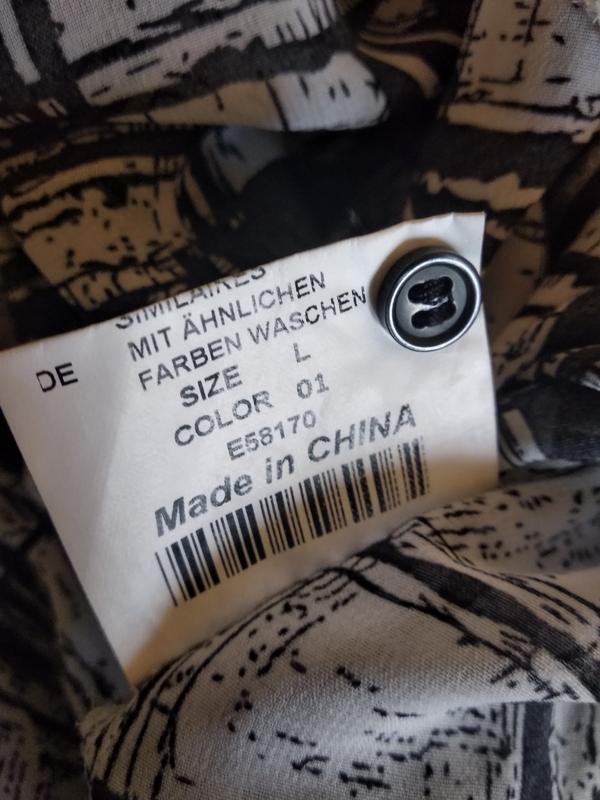 SIMILAIRES
DE MIT ÄHNLICHEN
FARBEN WASCHEN
SIZE L
COLOR 01
E58170
Made in CHINA